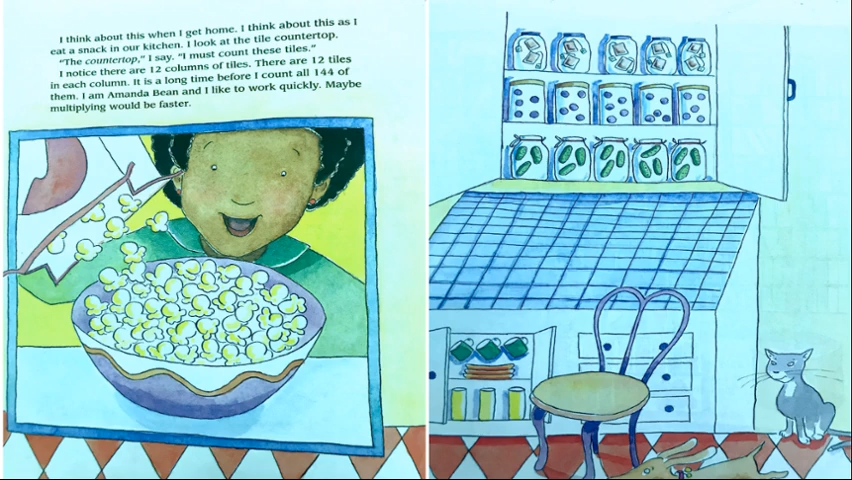 I think about this when I get home. I think about this as I
eat a snack in our kitchen. I look at the tile countertop.
"The countertop," I say. "I must count these tiles."
I notice there are 12 columns of tiles. There are 12 tiles
in each column. It is a long time before I count all 144 of
them. I am Amanda Bean and I like to work quickly. Maybe
multiplying would be faster.